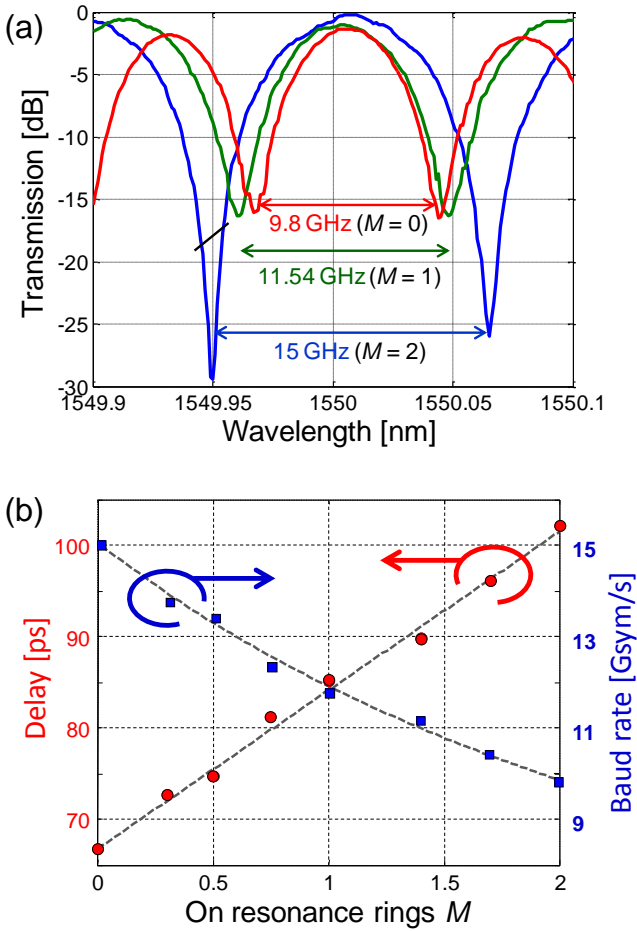 (a)
0
-5
-10
-15
-20
-25
-30
Transmission [dB]
9.8 GHz (M = 0)
11.54 GHz (M = 1)
15 GHz (M = 2)
1549.9 1549.95 1550 1550.05 1550.1
Wavelength [nm]
(b)
100
90
80
70
Delay [ps]
15
13
11
9
Baud rate [Gsym/s]
0 0.5 1 1.5 2
On resonance rings M